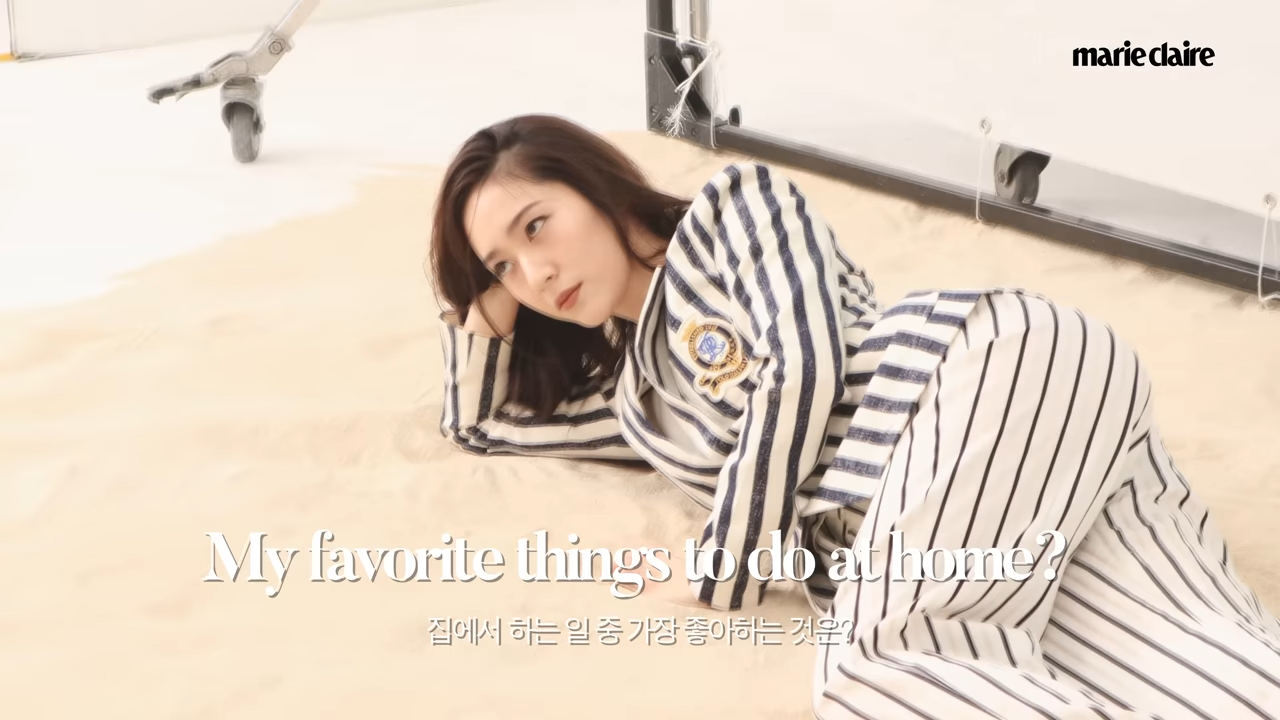 marie claire
My favorite things to do at home?
집에서 하는 일 중 가장 좋아하는 것은?